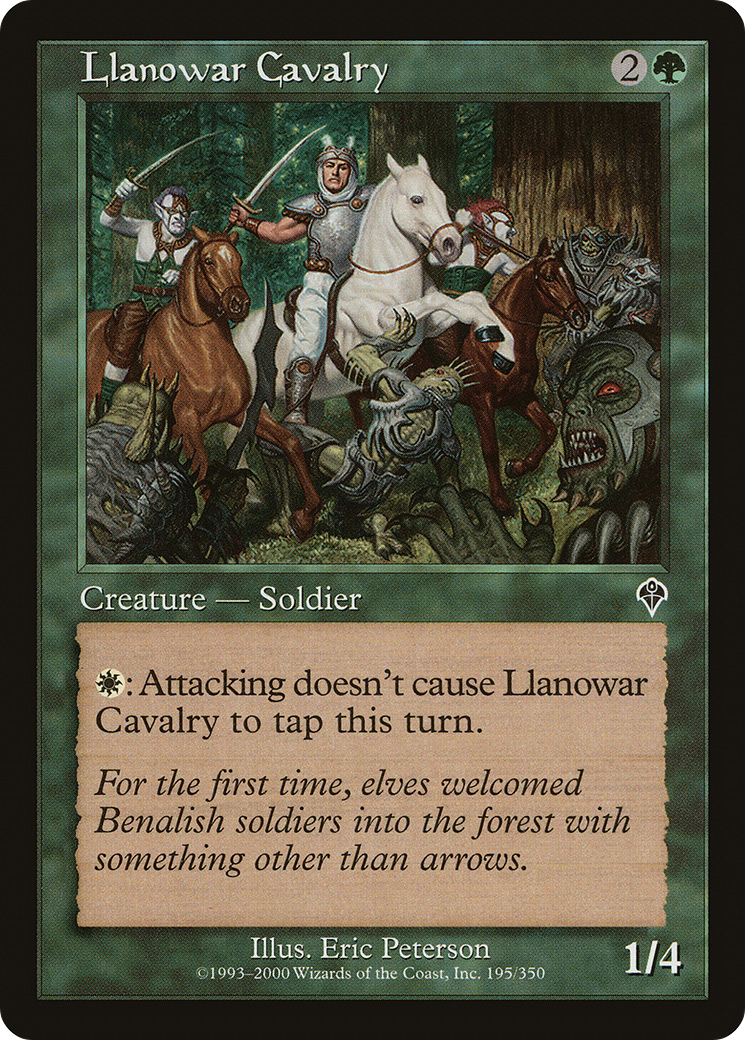 Llanowar Cavalry 2
Creature — Soldier
: Attacking doesn't cause Llanowar
Cavalry to tap this turn.
For the first time, elves welcomed
Benalish soldiers into the forest with
something other than arrows.
Illus. Eric Peterson
©1993–2000 Wizards of the Coast, Inc. 195/350
1/4